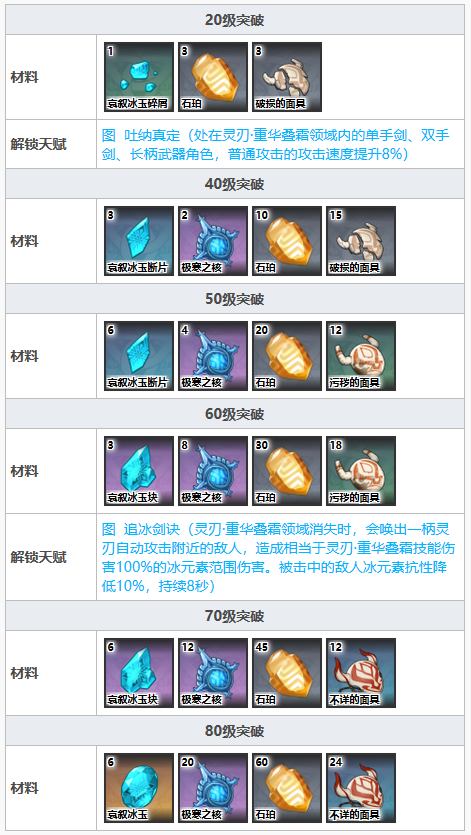 20级突破
材料
1 3 3
哀叙冰玉碎屑 石珀 破损的面具
解锁天赋
图 吐纳真定（处在灵刃·重华叠霜领域内的单手剑、双手
剑、长柄武器角色，普通攻击的攻击速度提升8%）
40级突破
材料
3 2 10 15
哀叙冰玉断片 极寒之核 石珀 破损的面具
50级突破
材料
6 4 20 12
哀叙冰玉断片 极寒之核 石珀 污秽的面具
60级突破
材料
3 8 30 18
哀叙冰玉块 极寒之核 石珀 污秽的面具
解锁天赋
图 追冰剑诀（灵刃·重华叠霜领域消失时，会唤出一柄灵
刃自动攻击附近的敌人，造成相当于灵刃·重华叠霜技能伤
害100%的冰元素范围伤害。被击中的敌人冰元素抗性降
低10%，持续8秒）
70级突破
材料
6 12 45 12
哀叙冰玉块 极寒之核 石珀 不详的面具
80级突破
材料
6 20 60 24
哀叙冰玉 极寒之核 石珀 不详的面具